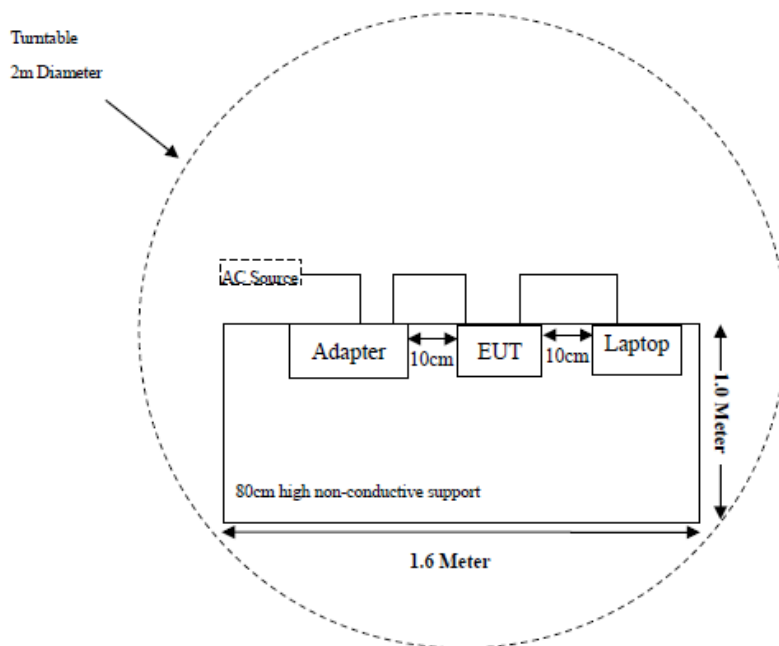 Turntable
2m Diameter
AC Source
Adapter
10cm
EUT
10cm
Laptop
1.0 Meter
80cm high non-conductive support
1.6 Meter